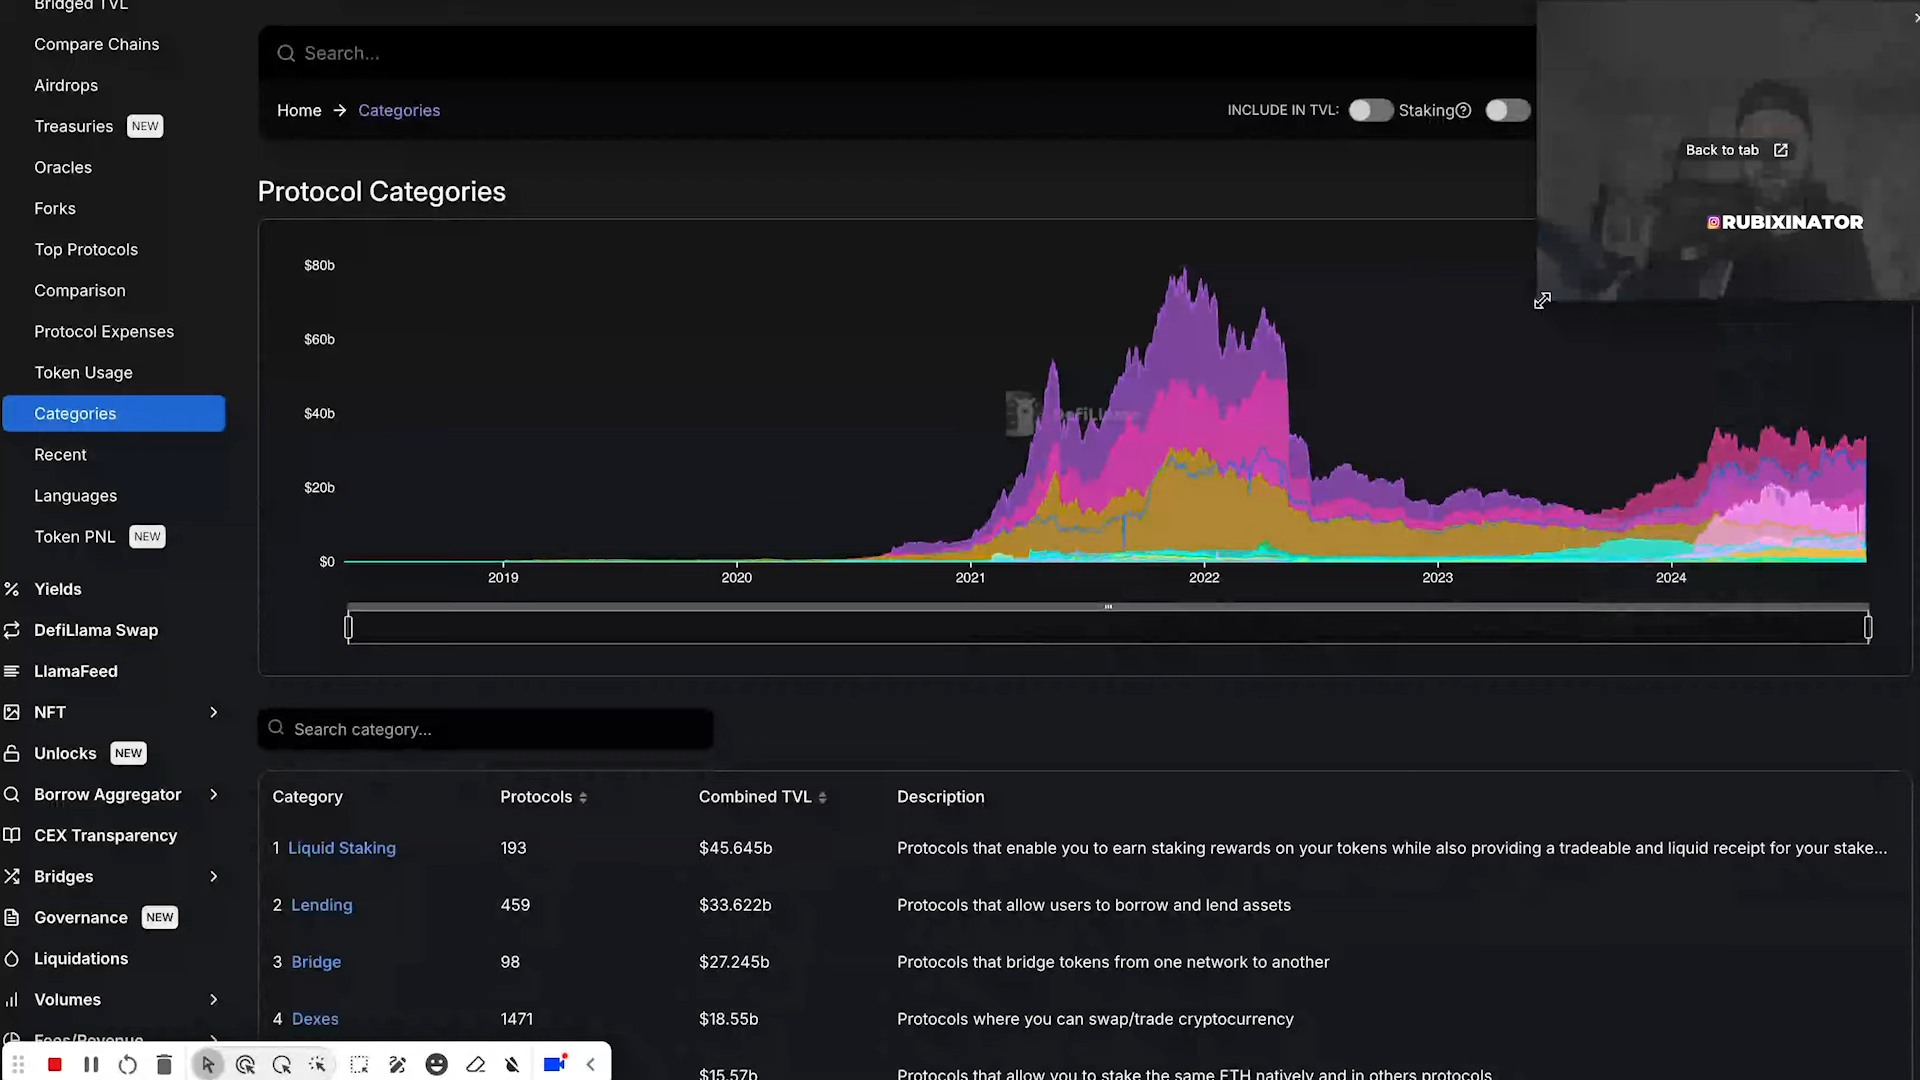 Bridged TVL
Compare Chains
Airdrops
Treasuries NEW
Oracles
Forks
Top Protocols
Comparison
Protocol Expenses
Token Usage
Categories
Recent
Languages
Token PNL NEW
Yields
DefiLlama Swap
LlamaFeed
NFT
Unlocks NEW
Borrow Aggregator
CEX Transparency
Bridges
Governance NEW
Liquidations
Volumes
Fees/Revenue
Search...
Home → Categories
INCLUDE IN TVL: Staking
Back to tab
RUBIXINATOR
Protocol Categories
$80b
$60b
$40b
$20b
$0
DefiLlama
2019 2020 2021 2022 2023 2024
Search category...
Category Protocols Combined TVL Description
1 Liquid Staking 193 $45.645b Protocols that enable you to earn staking rewards on your tokens while also providing a tradeable and liquid receipt for your stake...
2 Lending 459 $33.622b Protocols that allow users to borrow and lend assets
3 Bridge 98 $27.245b Protocols that bridge tokens from one network to another
4 Dexes 1471 $18.55b Protocols where you can swap/trade cryptocurrency
$15.57b Protocols that allow you to stake the same ETH natively and in others protocols